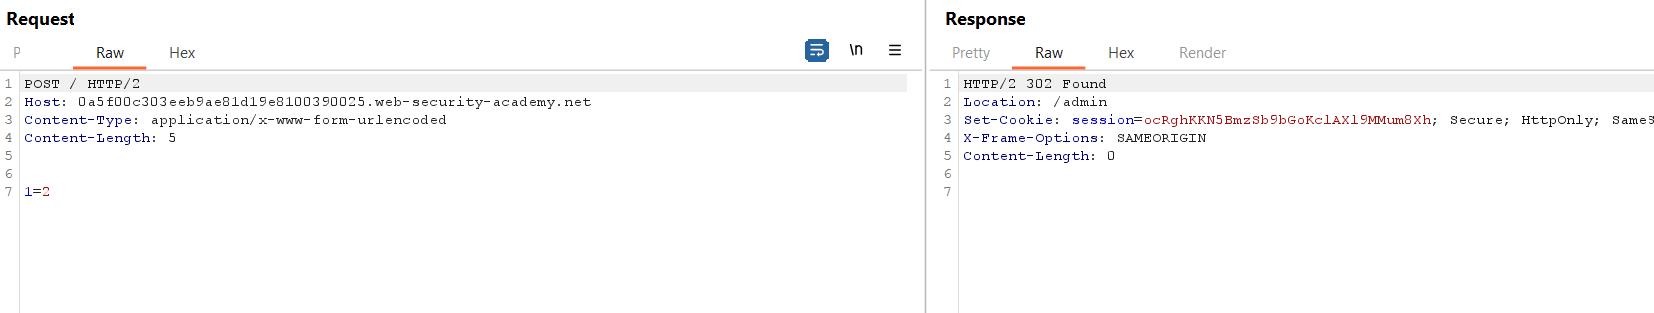 Request
P Raw Hex \n
1 POST / HTTP/2
2 Host: 0a5f00c303eeb9ae81d19e8100390025.web-security-academy.net
3 Content-Type: application/x-www-form-urlencoded
4 Content-Length: 5
5
6
7 1=2
Response
Pretty Raw Hex Render
1 HTTP/2 302 Found
2 Location: /admin
3 Set-Cookie: session=ocRghKKN5BmzSb9bGoKclAXl9MMum8Xh; Secure; HttpOnly; SameS
4 X-Frame-Options: SAMEORIGIN
5 Content-Length: 0
6
7